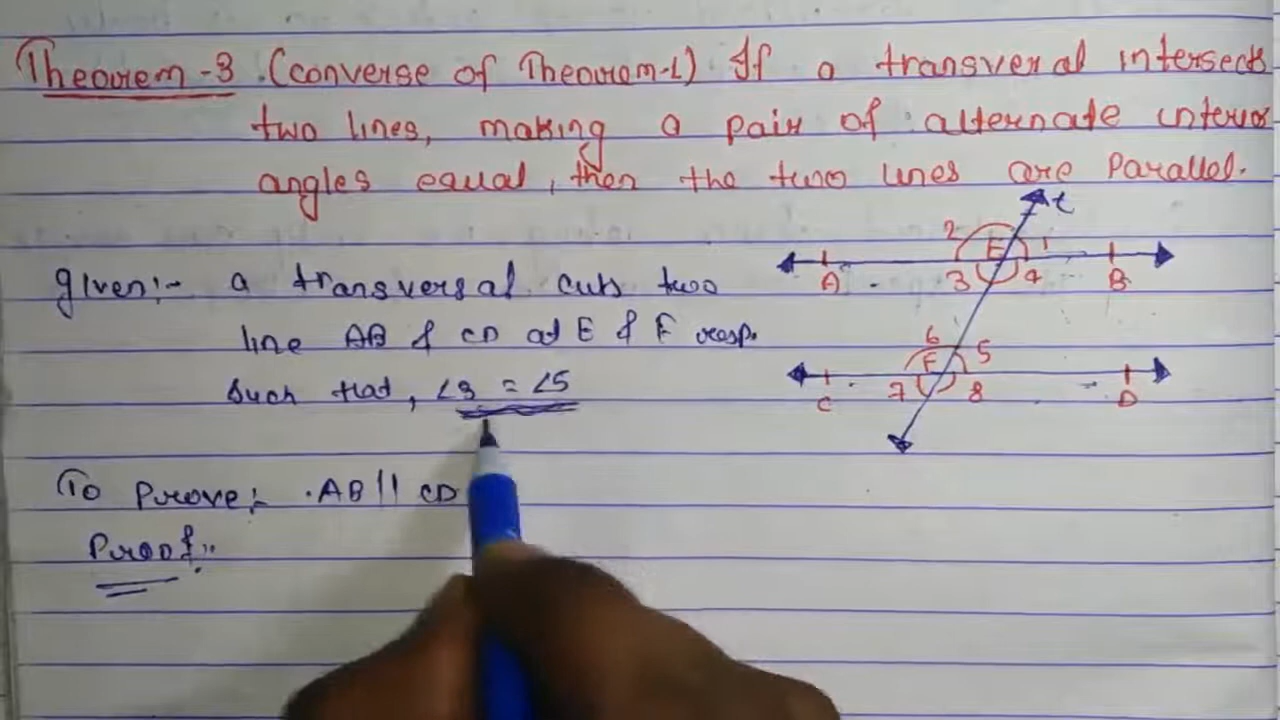 Theorem-3 (converse of Theorem-1) If a transversal intersects
two lines, making a pair of alternate interior
angles equal, then the two lines are Parallel.
t
2 E 1
A 3 4 B
given:- a transversal cuts two
line AB & CD at E & F resp.
such that, ∠3 = ∠5
6 5
F
C 7 8 D
To Prove:- AB || CD
Proof:-